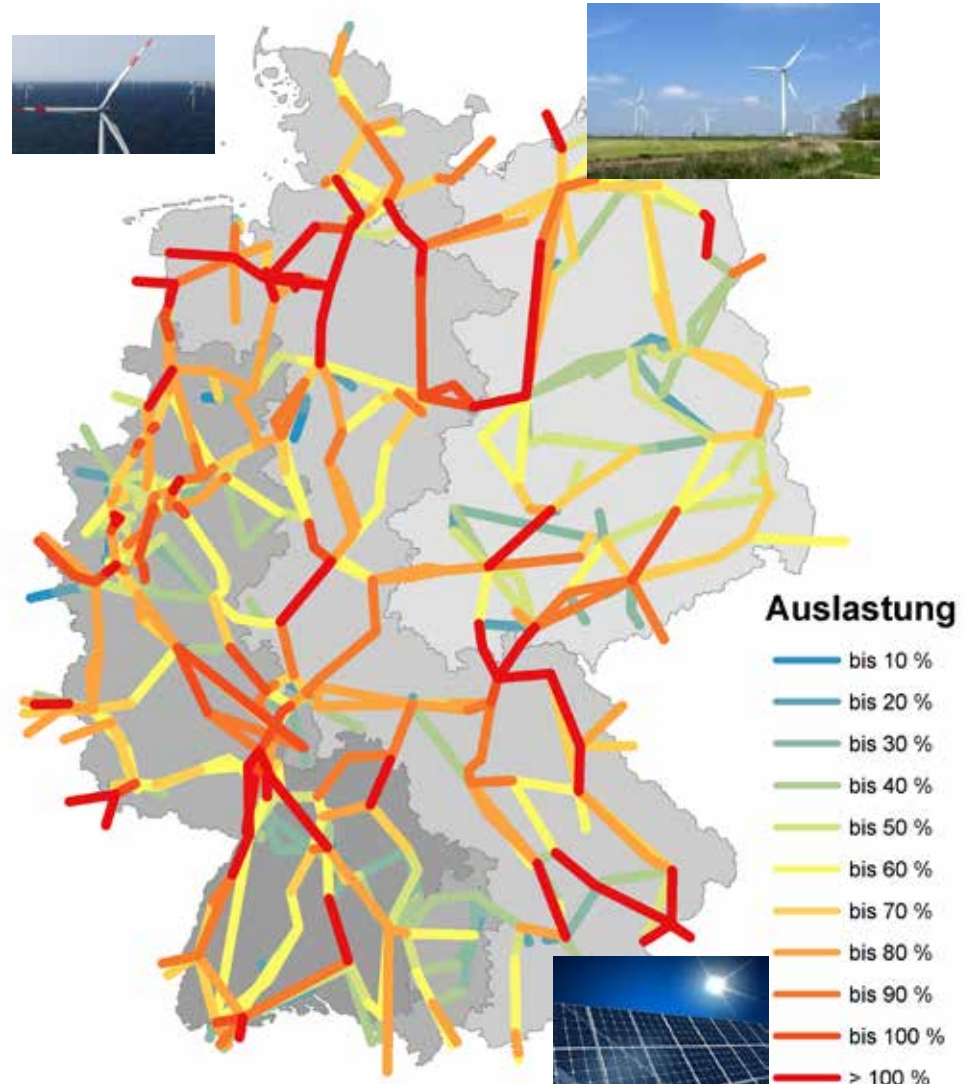 Auslastung
bis 10 %
bis 20 %
bis 30 %
bis 40 %
bis 50 %
bis 60 %
bis 70 %
bis 80 %
bis 90 %
bis 100 %
> 100 %